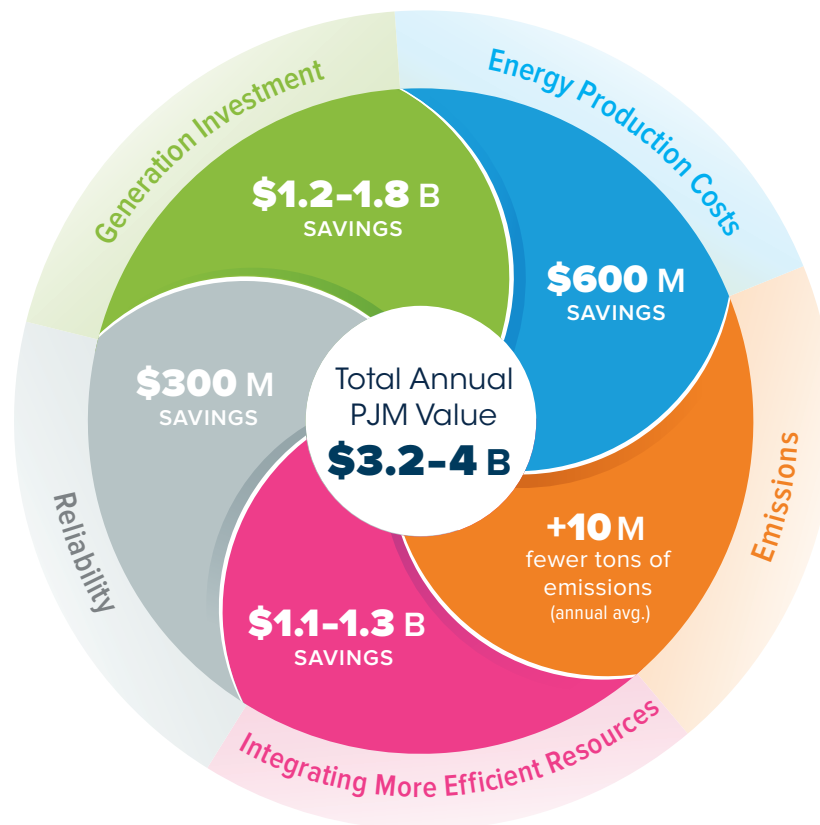 Generation Investment
$1.2–1.8 B
SAVINGS
Energy Production Costs
$600 M
SAVINGS
Emissions
+10 M
fewer tons of
emissions
(annual avg.)
Integrating More Efficient Resources
$1.1–1.3 B
SAVINGS
Reliability
$300 M
SAVINGS
Total Annual
PJM Value
$3.2–4 B